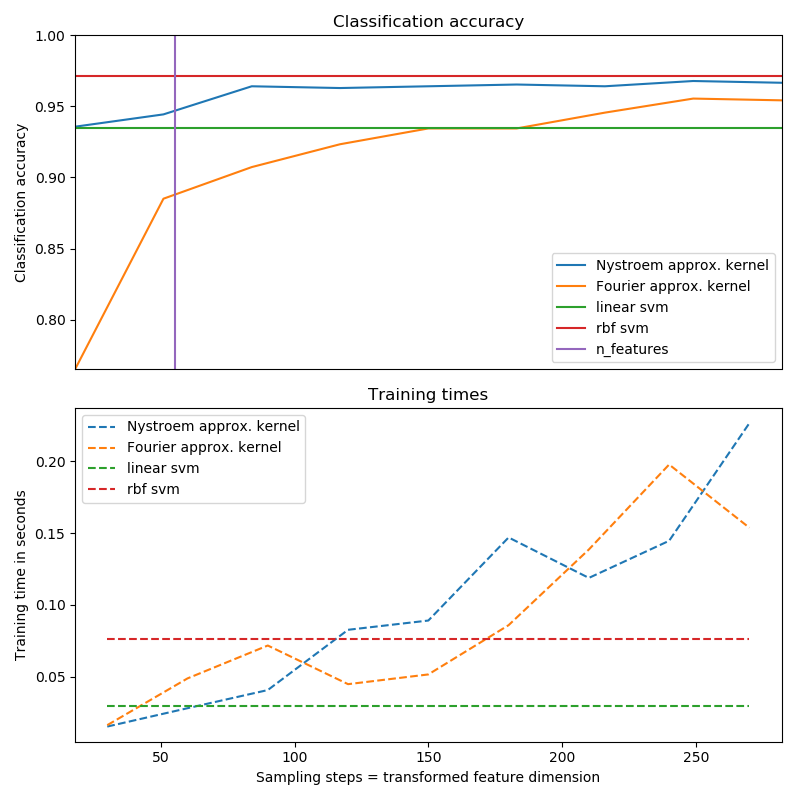 Classification accuracy
1.00
0.95
0.90
0.85
0.80
Classification accuracy
Nystroem approx. kernel
Fourier approx. kernel
linear svm
rbf svm
n_features
Training times
0.20
0.15
0.10
0.05
Training time in seconds
Nystroem approx. kernel
Fourier approx. kernel
linear svm
rbf svm
50 100 150 200 250
Sampling steps = transformed feature dimension